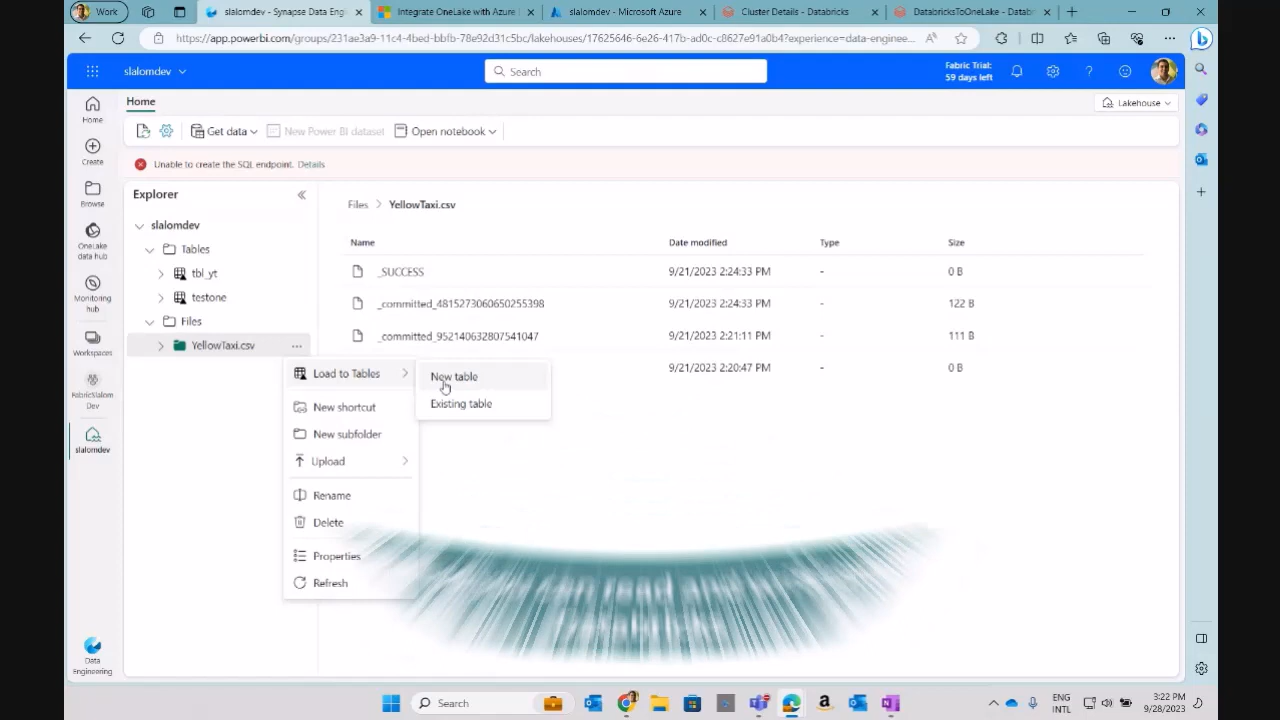 Work
slalomdev - Synapse Data Engi
Integrate OneLake with Azure
slalomdev - Microsoft Azure
Cluster Details - Databricks
DatabricksToOneLake - Databric
https://app.powerbi.com/groups/231ae3a9-11c4-4bed-bbfb-78e92d31c5bc/lakehouses/17625646-6e26-417b-ad0c-c8627e91a0b4?experience=data-enginee...
slalomdev
Search
Fabric Trial:
59 days left
Home
Lakehouse
Get data
New Power BI dataset
Open notebook
Unable to create the SQL endpoint. Details
Home
Create
Browse
OneLake
data hub
Monitoring
hub
Workspaces
FabricSlalom
Dev
slalomdev
Data
Engineering
Explorer
slalomdev
Tables
tbl_yt
testone
Files
YellowTaxi.csv
Files > YellowTaxi.csv
Name Date modified Type Size
_SUCCESS 9/21/2023 2:24:33 PM - 0 B
_committed_4815273060650255398 9/21/2023 2:24:33 PM - 122 B
_committed_952140632807541047 9/21/2023 2:21:11 PM - 111 B
9/21/2023 2:20:47 PM - 0 B
Load to Tables
New shortcut
New subfolder
Upload
Rename
Delete
Properties
Refresh
New table
Existing table
Search
ENG
INTL
3:22 PM
9/28/2023